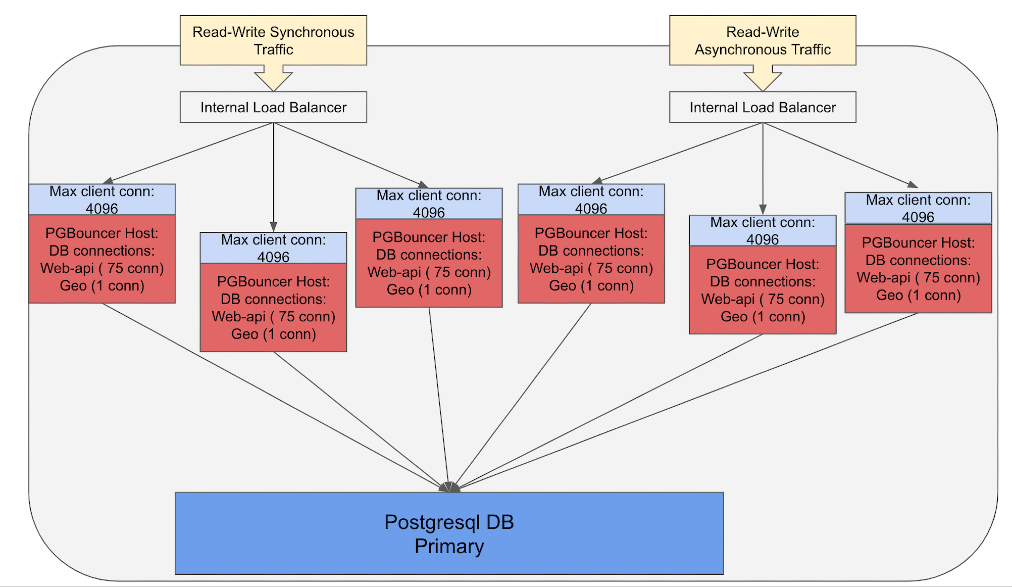 Read-Write Synchronous
Traffic
Read-Write
Asynchronous Traffic
Internal Load Balancer
Internal Load Balancer
Max client conn:
4096
PGBouncer Host:
DB connections:
Web-api ( 75 conn)
Geo (1 conn)
Max client conn:
4096
PGBouncer Host:
DB connections:
Web-api ( 75 conn)
Geo (1 conn)
Max client conn:
4096
PGBouncer Host:
DB connections:
Web-api ( 75 conn)
Geo (1 conn)
Max client conn:
4096
PGBouncer Host:
DB connections:
Web-api ( 75 conn)
Geo (1 conn)
Max client conn:
4096
PGBouncer Host:
DB connections:
Web-api ( 75 conn)
Geo (1 conn)
Max client conn:
4096
PGBouncer Host:
DB connections:
Web-api ( 75 conn)
Geo (1 conn)
Postgresql DB
Primary